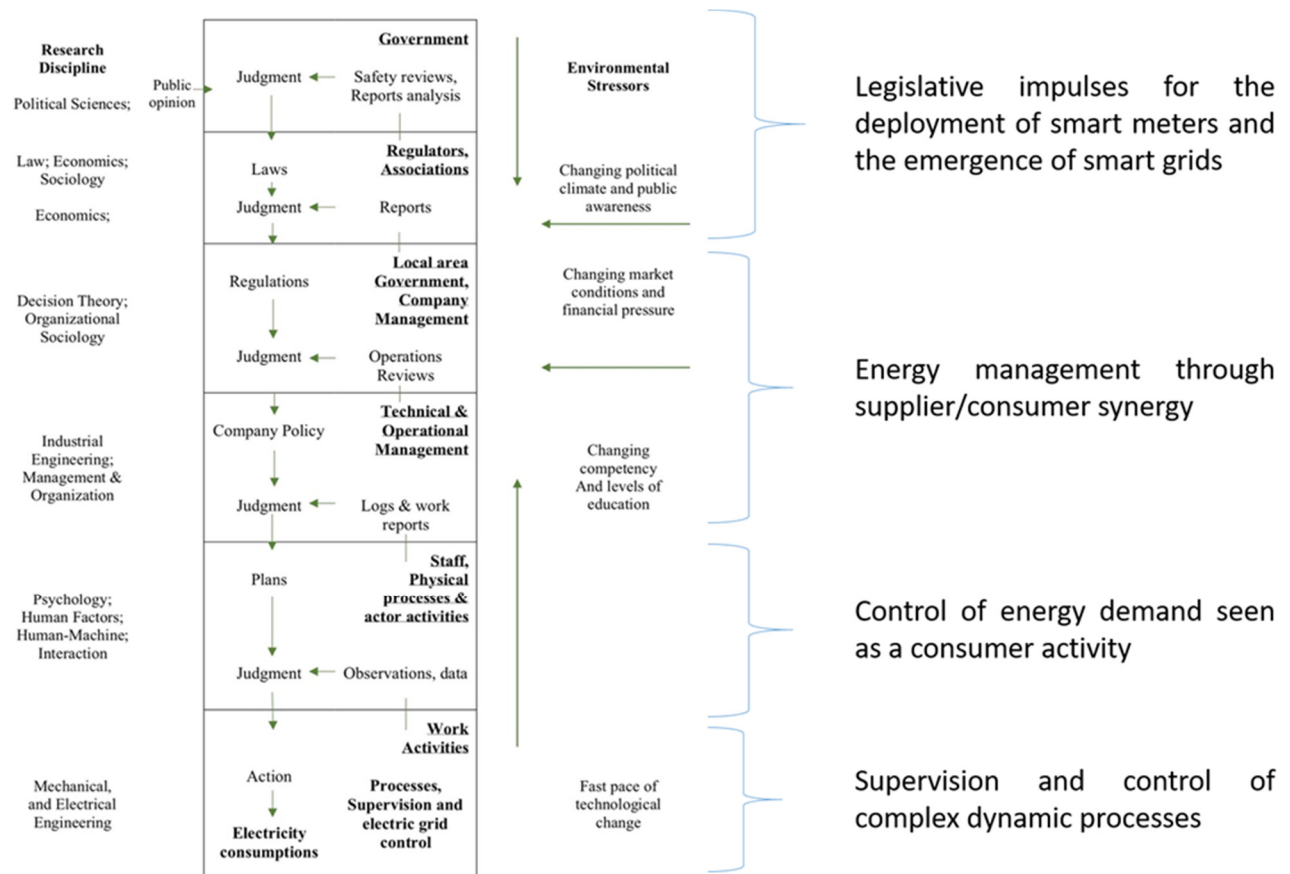 Research
Discipline
Political Sciences;
Law; Economics;
Sociology
Economics;
Decision Theory;
Organizational
Sociology
Industrial
Engineering;
Management &
Organization
Psychology;
Human Factors;
Human-Machine;
Interaction
Mechanical,
and Electrical
Engineering
Public
opinion
Government
Judgment
Safety reviews,
Reports analysis
Regulators,
Associations
Laws
Judgment
Reports
Local area
Government,
Company
Management
Regulations
Judgment
Operations
Reviews
Technical &
Operational
Management
Company Policy
Judgment
Logs & work
reports
Staff,
Physical
processes &
actor activities
Plans
Judgment
Observations, data
Work
Activities
Action
Processes,
Supervision and
electric grid
control
Electricity
consumptions
Environmental
Stressors
Changing political
climate and public
awareness
Changing market
conditions and
financial pressure
Changing
competency
And levels of
education
Fast pace of
technological
change
Legislative impulses for the
deployment of smart meters and
the emergence of smart grids
Energy management through
supplier/consumer synergy
Control of energy demand seen
as a consumer activity
Supervision and control of
complex dynamic processes